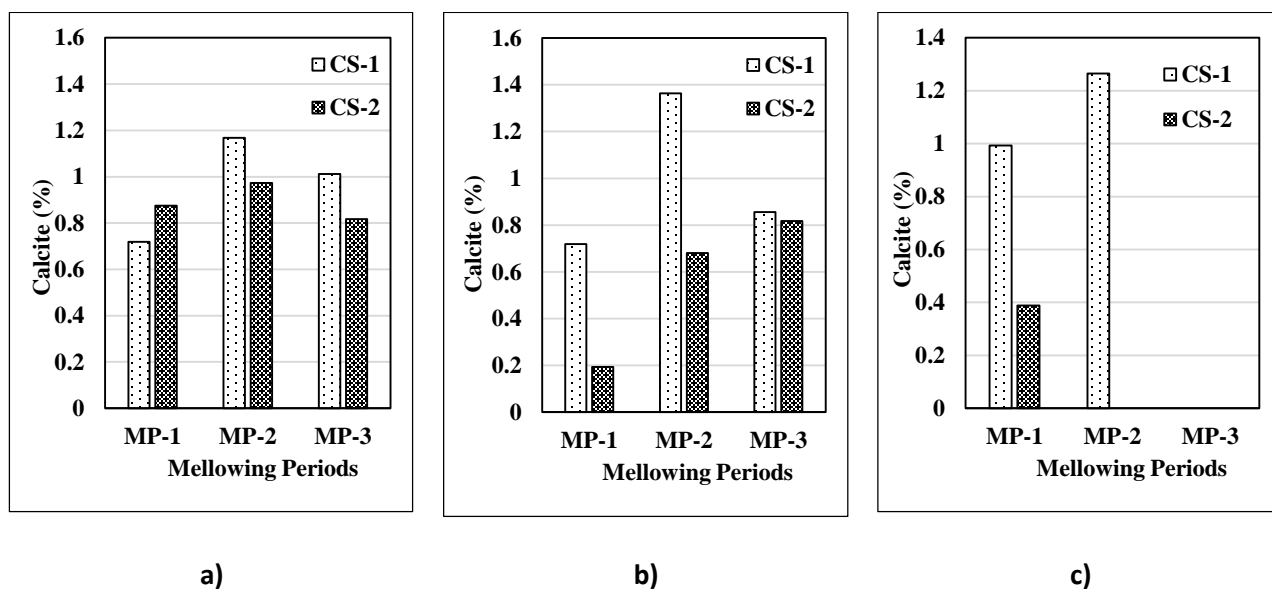 1.6
1.4
1.2
1
0.8
0.6
0.4
0.2
0
Calcite (%)
CS-1
CS-2
MP-1 MP-2 MP-3
Mellowing Periods
a)
1.6
1.4
1.2
1
0.8
0.6
0.4
0.2
0
Calcite (%)
CS-1
CS-2
MP-1 MP-2 MP-3
Mellowing Periods
b)
1.4
1.2
1
0.8
0.6
0.4
0.2
0
Calcite (%)
CS-1
CS-2
MP-1 MP-2 MP-3
Mellowing Periods
c)